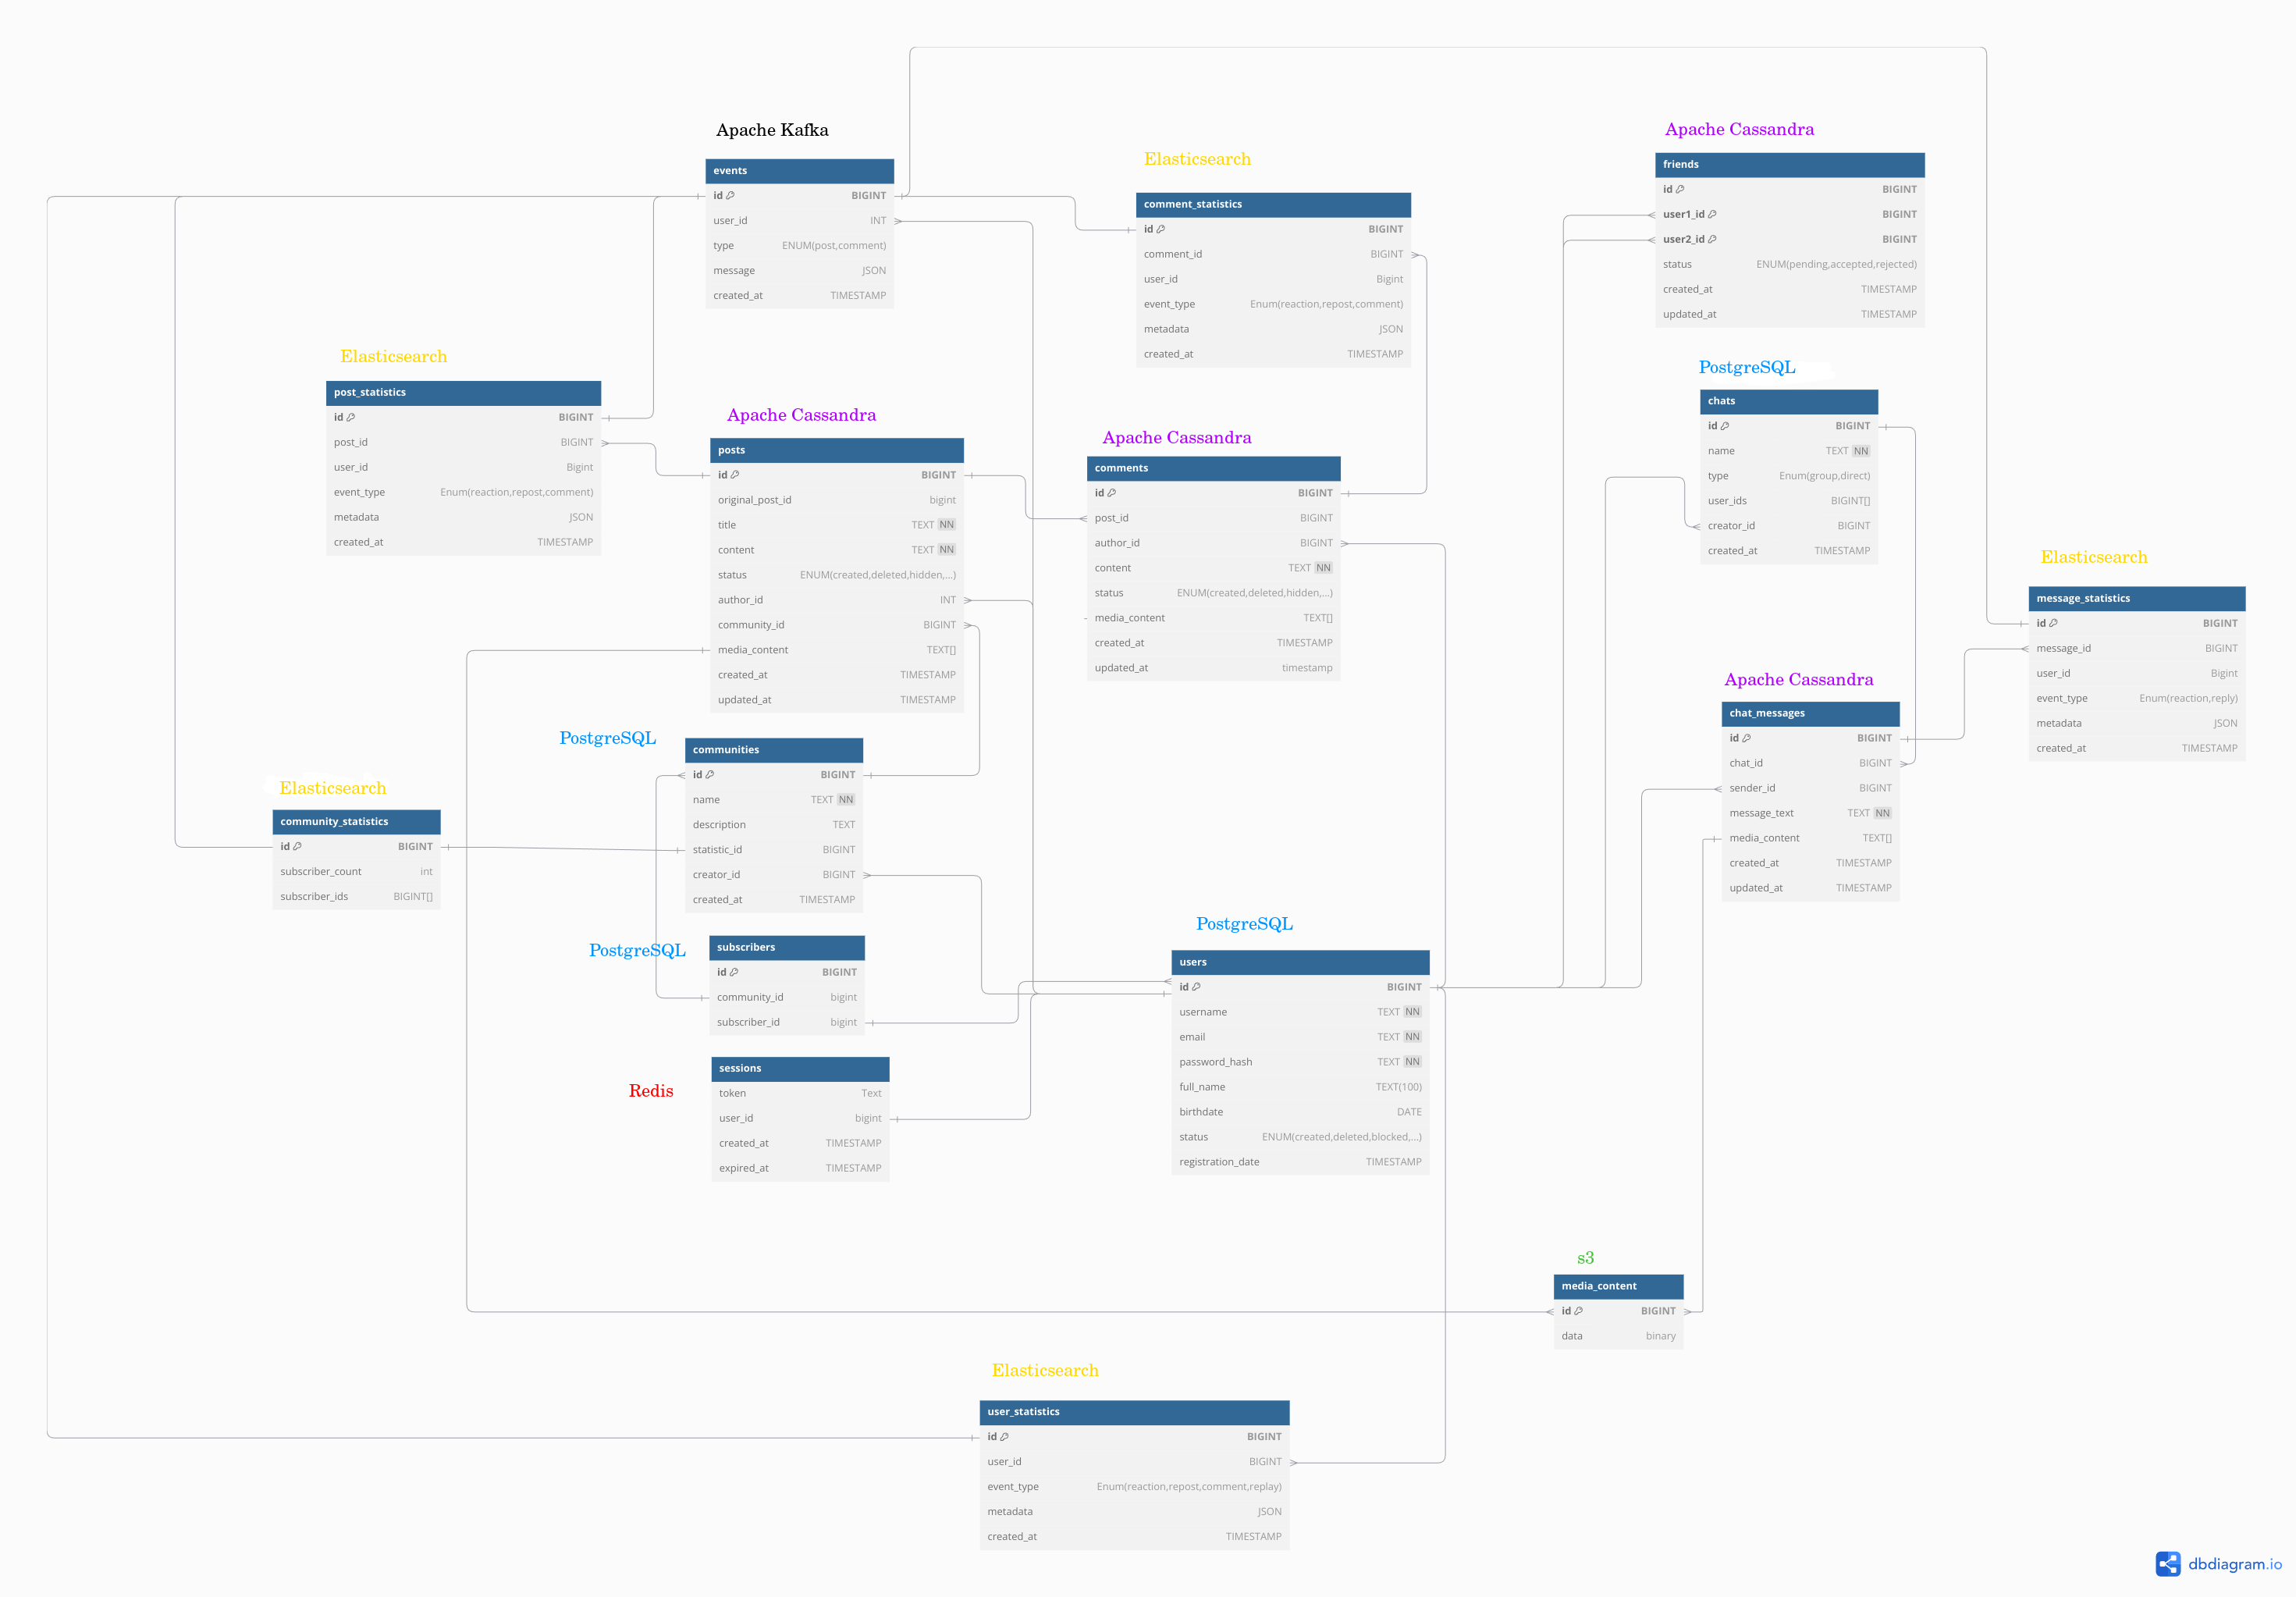 Apache Kafka
events
id BIGINT
user_id INT
type ENUM(post,comment)
message JSON
created_at TIMESTAMP
Elasticsearch
comment_statistics
id BIGINT
comment_id BIGINT
user_id Bigint
event_type Enum(reaction,repost,comment)
metadata JSON
created_at TIMESTAMP
Apache Cassandra
friends
id BIGINT
user1_id BIGINT
user2_id BIGINT
status ENUM(pending,accepted,rejected)
created_at TIMESTAMP
updated_at TIMESTAMP
Elasticsearch
post_statistics
id BIGINT
post_id BIGINT
user_id Bigint
event_type Enum(reaction,repost,comment)
metadata JSON
created_at TIMESTAMP
Apache Cassandra
posts
id BIGINT
original_post_id bigint
title TEXT NN
content TEXT NN
status ENUM(created,deleted,hidden,...)
author_id INT
community_id BIGINT
media_content TEXT[]
created_at TIMESTAMP
updated_at TIMESTAMP
Apache Cassandra
comments
id BIGINT
post_id BIGINT
author_id BIGINT
content TEXT NN
status ENUM(created,deleted,hidden,...)
media_content TEXT[]
created_at TIMESTAMP
updated_at timestamp
PostgreSQL
chats
id BIGINT
name TEXT NN
type Enum(group,direct)
user_ids BIGINT[]
creator_id BIGINT
created_at TIMESTAMP
Elasticsearch
message_statistics
id BIGINT
message_id BIGINT
user_id Bigint
event_type Enum(reaction,reply)
metadata JSON
created_at TIMESTAMP
Apache Cassandra
chat_messages
id BIGINT
chat_id BIGINT
sender_id BIGINT
message_text TEXT NN
media_content TEXT[]
created_at TIMESTAMP
updated_at TIMESTAMP
PostgreSQL
communities
id BIGINT
name TEXT NN
description TEXT
statistic_id BIGINT
creator_id BIGINT
created_at TIMESTAMP
Elasticsearch
community_statistics
id BIGINT
subscriber_count int
subscriber_ids BIGINT[]
PostgreSQL
subscribers
id BIGINT
community_id bigint
subscriber_id bigint
PostgreSQL
users
id BIGINT
username TEXT NN
email TEXT NN
password_hash TEXT NN
full_name TEXT(100)
birthdate DATE
status ENUM(created,deleted,blocked,...)
registration_date TIMESTAMP
Redis
sessions
token Text
user_id bigint
created_at TIMESTAMP
expired_at TIMESTAMP
s3
media_content
id BIGINT
data binary
Elasticsearch
user_statistics
id BIGINT
user_id BIGINT
event_type Enum(reaction,repost,comment,replay)
metadata JSON
created_at TIMESTAMP
dbdiagram.io